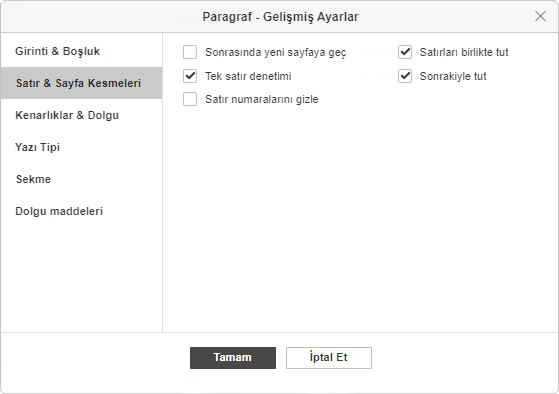 Paragraf - Gelişmiş Ayarlar
Girinti & Boşluk
Satır & Sayfa Kesmeleri
Kenarlıklar & Dolgu
Yazı Tipi
Sekme
Dolgu maddeleri
Sonrasında yeni sayfaya geç
Satırları birlikte tut
Tek satır denetimi
Sonrakiyle tut
Satır numaralarını gizle
Tamam
İptal Et